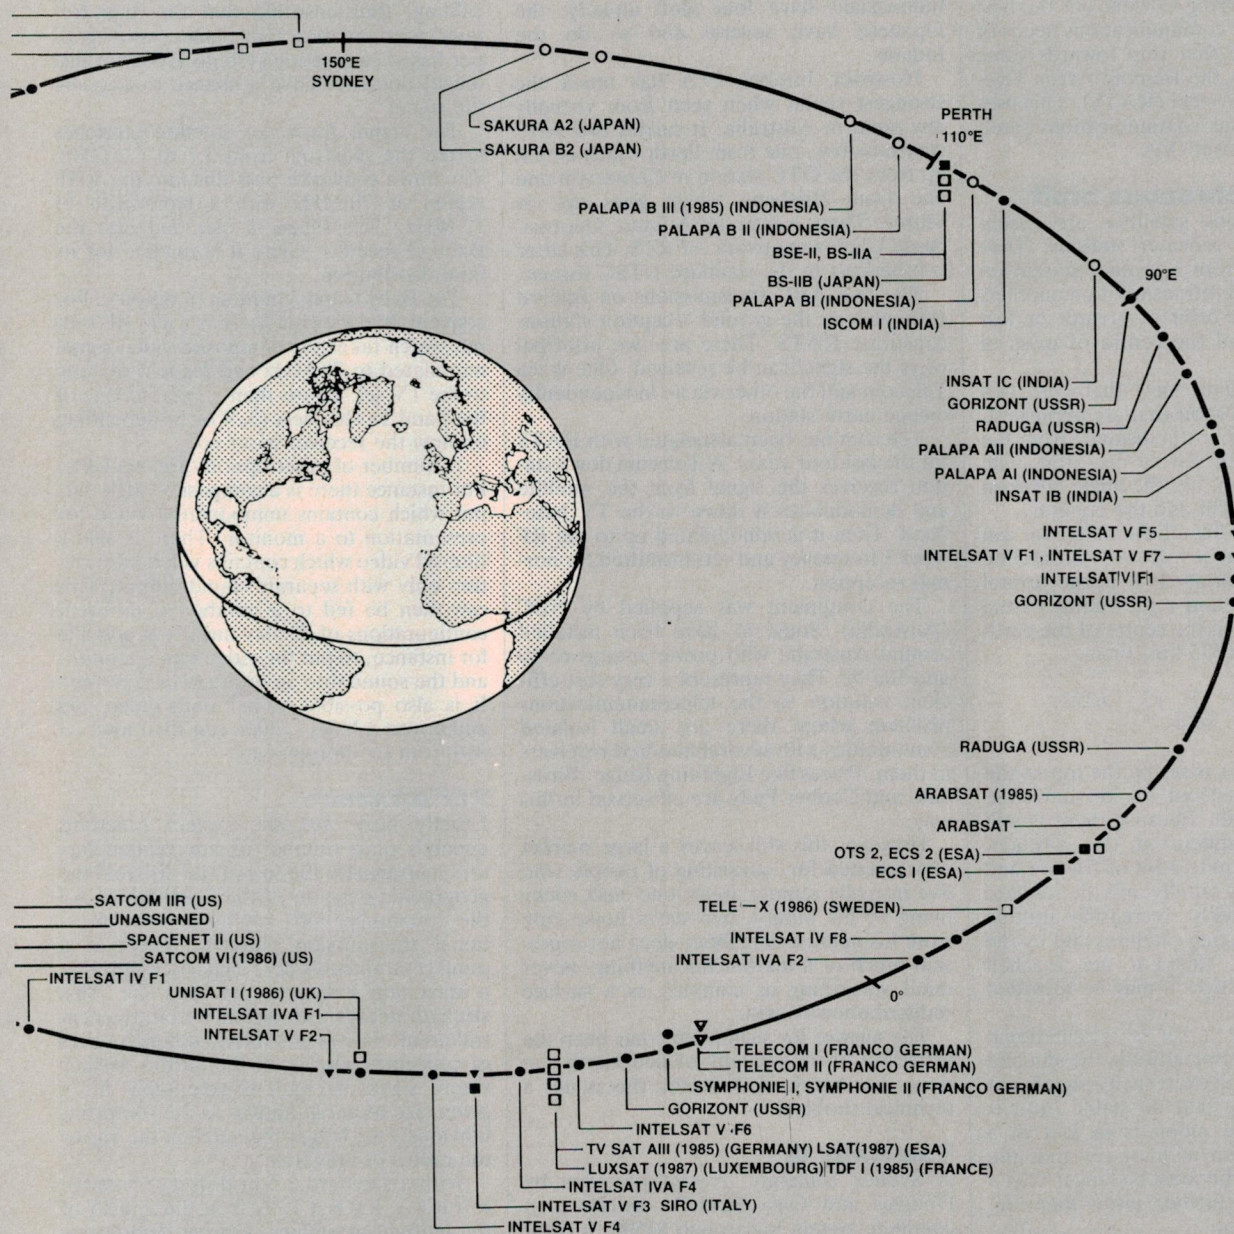 150°E
SYDNEY
SAKURA A2 (JAPAN)
SAKURA B2 (JAPAN)
PERTH
110°E
PALAPA B III (1985) (INDONESIA)
PALAPA B II (INDONESIA)
BSE-II, BS-IIA
BS-IIB (JAPAN)
PALAPA BI (INDONESIA)
ISCOM I (INDIA)
90°E
INSAT IC (INDIA)
GORIZONT (USSR)
RADUGA (USSR)
PALAPA AII (INDONESIA)
PALAPA AI (INDONESIA)
INSAT IB (INDIA)
INTELSAT V F5
INTELSAT V F1, INTELSAT V F7
INTELSAT V F1
GORIZONT (USSR)
RADUGA (USSR)
ARABSAT (1985)
ARABSAT
OTS 2, ECS 2 (ESA)
ECS I (ESA)
TELE-X (1986) (SWEDEN)
INTELSAT IV F8
INTELSAT IVA F2
0°
SATCOM IIR (US)
UNASSIGNED
SPACENET II (US)
SATCOM VI (1986) (US)
INTELSAT IV F1
UNISAT I (1986) (UK)
INTELSAT IVA F1
INTELSAT V F2
TELECOM I (FRANCO GERMAN)
TELECOM II (FRANCO GERMAN)
SYMPHONIE I, SYMPHONIE II (FRANCO GERMAN)
GORIZONT (USSR)
INTELSAT V F6
TV SAT AIII (1985) (GERMANY) LSAT (1987) (ESA)
LUXSAT (1987) (LUXEMBOURG) TDF I (1985) (FRANCE)
INTELSAT IVA F4
INTELSAT V F3 SIRO (ITALY)
INTELSAT V F4